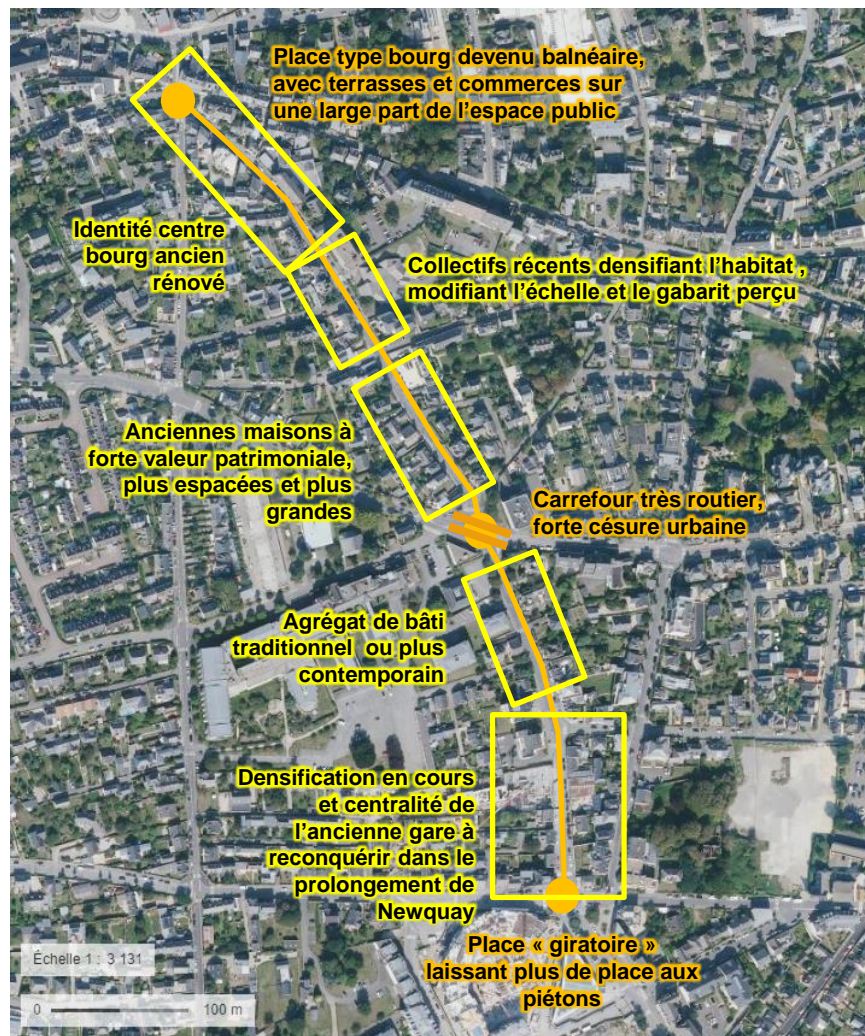 Place type bourg devenu balnéaire,
avec terrasses et commerces sur
une large part de l'espace public
Identité centre
bourg ancien
rénové
Collectifs récents densifiant l'habitat ,
modifiant l'échelle et le gabarit perçu
Anciennes maisons à
forte valeur patrimoniale,
plus espacées et plus
grandes
Carrefour très routier,
forte césure urbaine
Agrégat de bâti
traditionnel ou plus
contemporain
Densification en cours
et centralité de
l'ancienne gare à
reconquérir dans le
prolongement de
Newquay
Place « giratoire »
laissant plus de place aux
piétons
Échelle 1 : 3 131
0 100 m